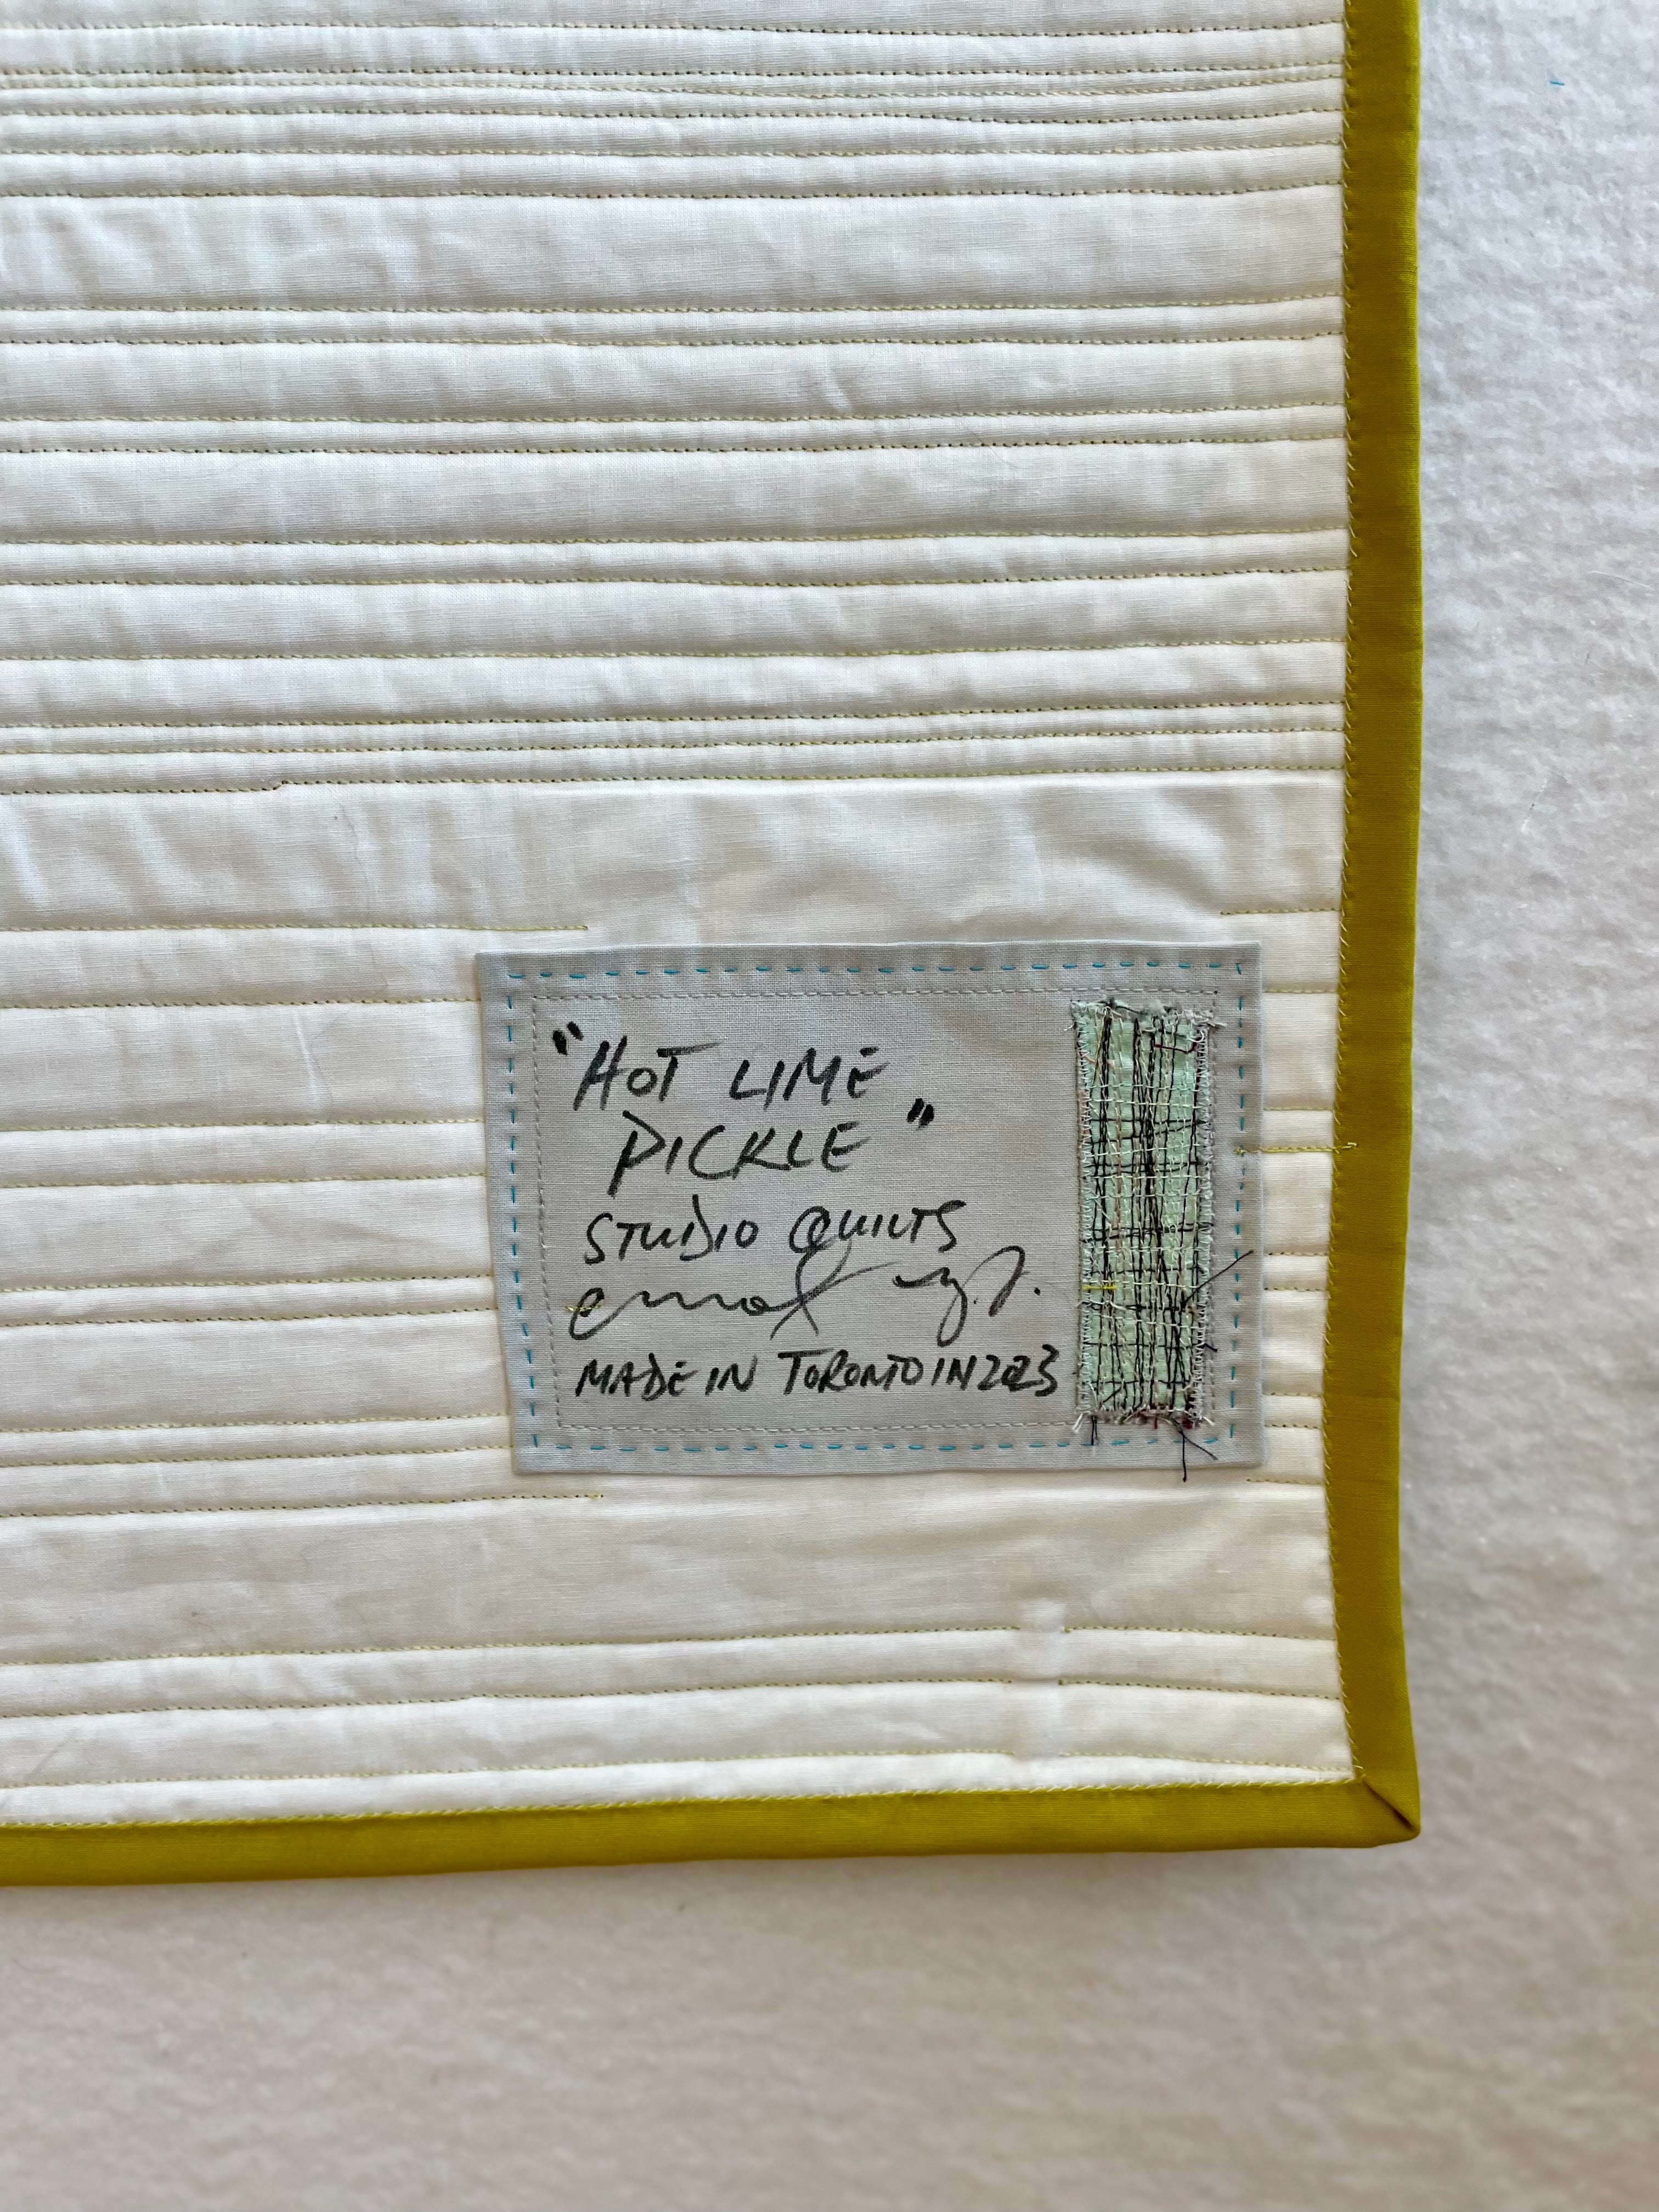 "HOT LIME
PICKLE"
STUDIO QUILTS
MADE IN TORONTO IN 2023